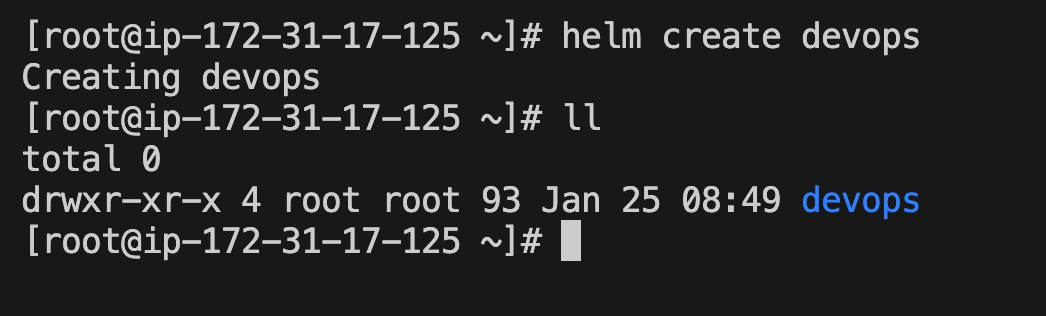 [root@ip-172-31-17-125 ~]# helm create devops
Creating devops
[root@ip-172-31-17-125 ~]# ll
total 0
drwxr-xr-x 4 root root 93 Jan 25 08:49 devops
[root@ip-172-31-17-125 ~]#